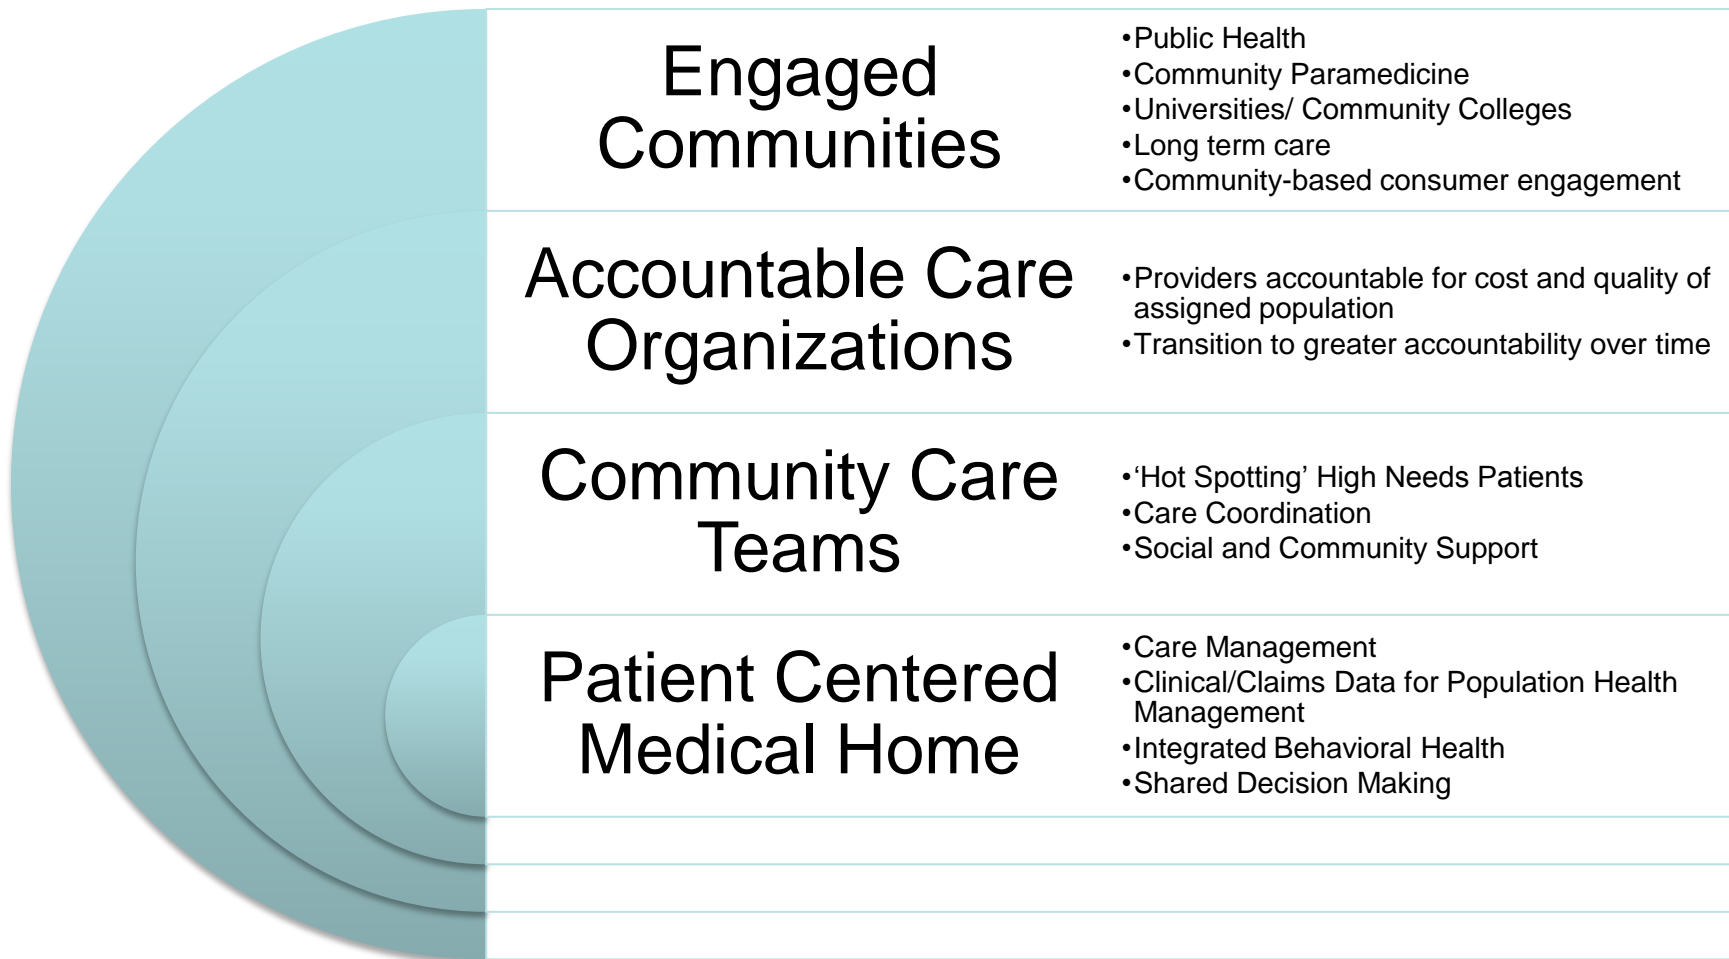 Engaged
Communities
•Public Health
•Community Paramedicine
•Universities/ Community Colleges
•Long term care
•Community-based consumer engagement
Accountable Care
Organizations
•Providers accountable for cost and quality of
assigned population
•Transition to greater accountability over time
Community Care
Teams
•‘Hot Spotting’ High Needs Patients
•Care Coordination
•Social and Community Support
Patient Centered
Medical Home
•Care Management
•Clinical/Claims Data for Population Health
Management
•Integrated Behavioral Health
•Shared Decision Making